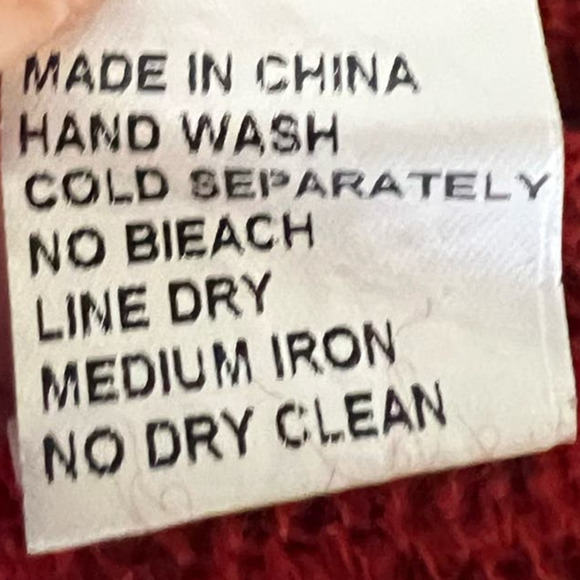 MADE IN CHINA
HAND WASH
COLD SEPARATELY
NO BIEACH
LINE DRY
MEDIUM IRON
NO DRY CLEAN